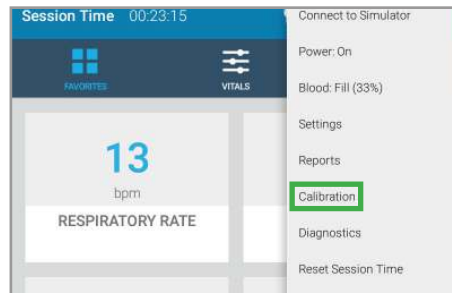 Session Time 00:23:15
FAVORITES
VITALS
13
bpm
RESPIRATORY RATE
Connect to Simulator
Power: On
Blood: Fill (33%)
Settings
Reports
Calibration
Diagnostics
Reset Session Time